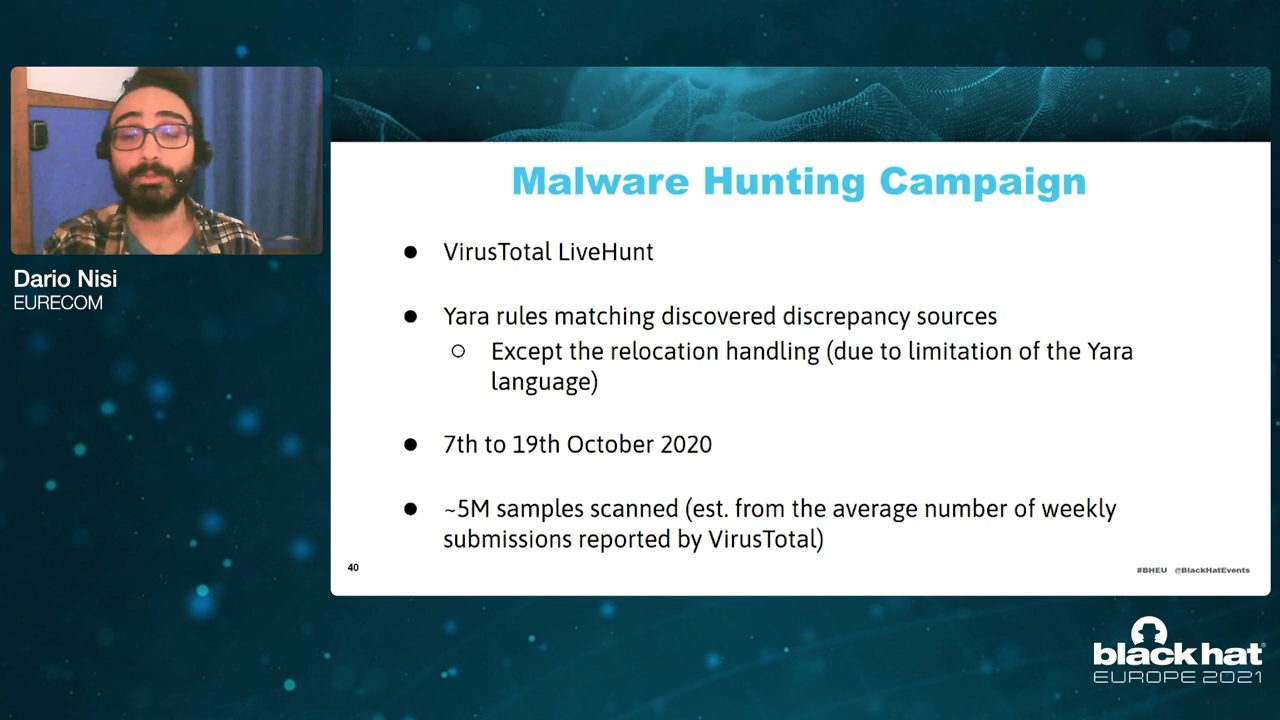 Dario Nisi
EURECOM
Malware Hunting Campaign
● VirusTotal LiveHunt
● Yara rules matching discovered discrepancy sources
○ Except the relocation handling (due to limitation of the Yara
language)
● 7th to 19th October 2020
● ~5M samples scanned (est. from the average number of weekly
submissions reported by VirusTotal)
40
#BHEU @BlackHatEvents
black hat®
EUROPE 2021